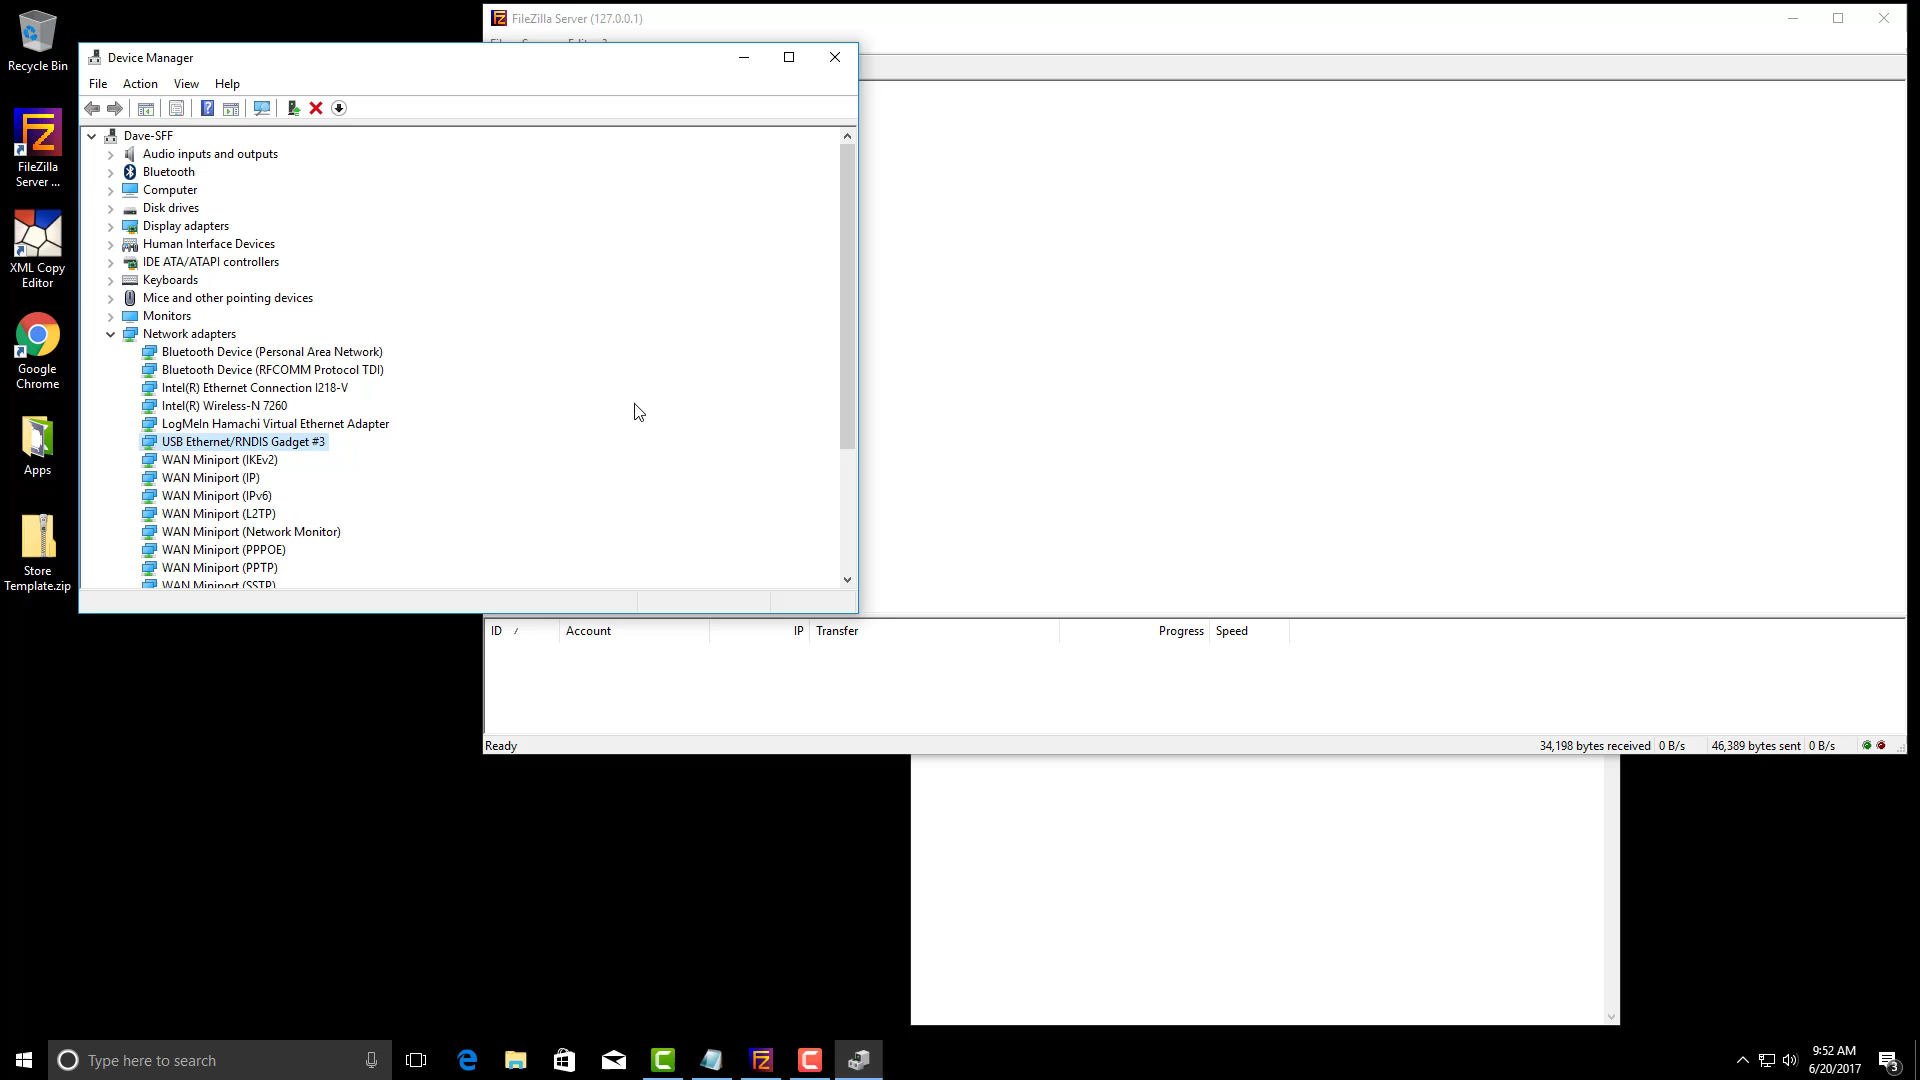 Recycle Bin
FileZilla
Server ...
XML Copy
Editor
Google
Chrome
Apps
Store
Template.zip
FileZilla Server (127.0.0.1)
Device Manager
File Action View Help
Dave-SFF
Audio inputs and outputs
Bluetooth
Computer
Disk drives
Display adapters
Human Interface Devices
IDE ATA/ATAPI controllers
Keyboards
Mice and other pointing devices
Monitors
Network adapters
Bluetooth Device (Personal Area Network)
Bluetooth Device (RFCOMM Protocol TDI)
Intel(R) Ethernet Connection I218-V
Intel(R) Wireless-N 7260
LogMeIn Hamachi Virtual Ethernet Adapter
USB Ethernet/RNDIS Gadget #3
WAN Miniport (IKEv2)
WAN Miniport (IP)
WAN Miniport (IPv6)
WAN Miniport (L2TP)
WAN Miniport (Network Monitor)
WAN Miniport (PPPOE)
WAN Miniport (PPTP)
WAN Miniport (SSTP)
ID / Account IP Transfer Progress Speed
Ready 34,198 bytes received 0 B/s 46,389 bytes sent 0 B/s
Type here to search
9:52 AM
6/20/2017
3